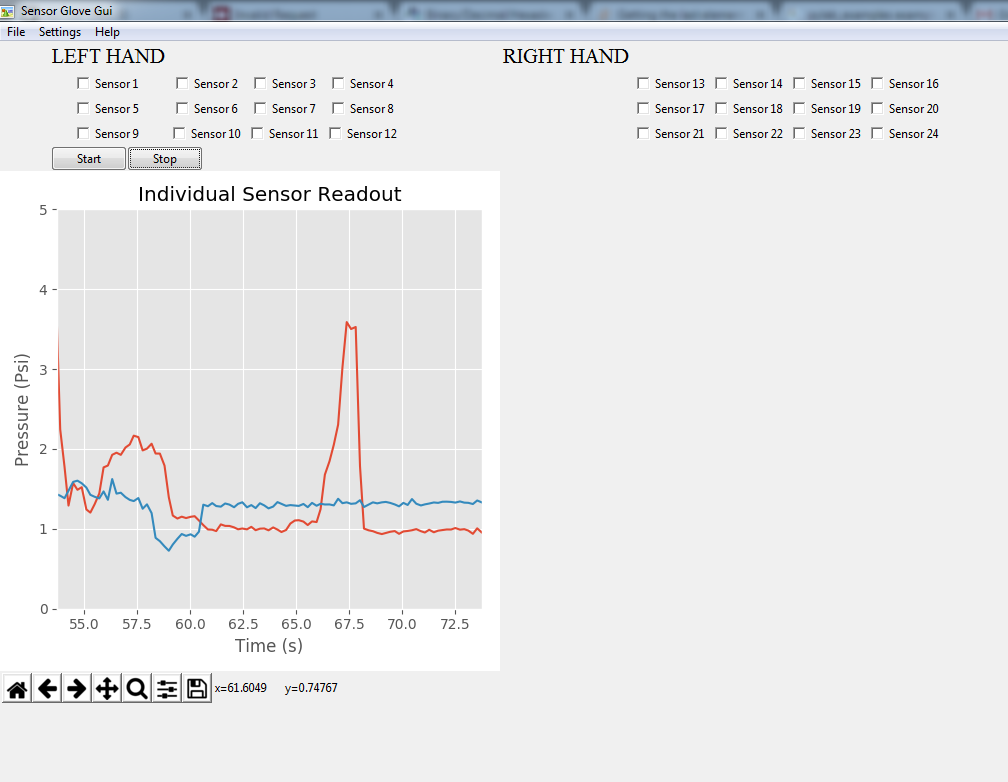 Sensor Glove Gui
File Settings Help
LEFT HAND RIGHT HAND
Sensor 1 Sensor 2 Sensor 3 Sensor 4 Sensor 13 Sensor 14 Sensor 15 Sensor 16
Sensor 5 Sensor 6 Sensor 7 Sensor 8 Sensor 17 Sensor 18 Sensor 19 Sensor 20
Sensor 9 Sensor 10 Sensor 11 Sensor 12 Sensor 21 Sensor 22 Sensor 23 Sensor 24
Start Stop
Individual Sensor Readout
5
4
3
2
1
0
Pressure (Psi)
55.0 57.5 60.0 62.5 65.0 67.5 70.0 72.5
Time (s)
x=61.6049 y=0.74767